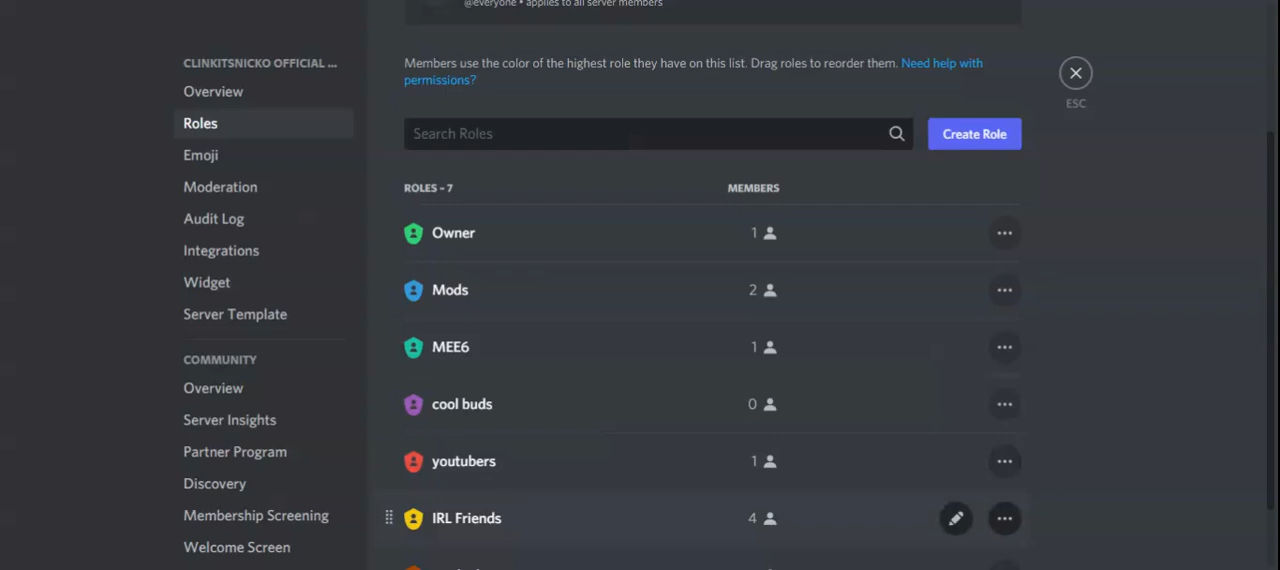 @everyone • applies to all server members
CLINKITSNICKO OFFICIAL ...
Overview
Roles
Emoji
Moderation
Audit Log
Integrations
Widget
Server Template
COMMUNITY
Overview
Server Insights
Partner Program
Discovery
Membership Screening
Welcome Screen
Members use the color of the highest role they have on this list. Drag roles to reorder them. Need help with
permissions?
Search Roles
Create Role
ROLES – 7 MEMBERS
Owner 1
Mods 2
MEE6 1
cool buds 0
youtubers 1
IRL Friends 4
ESC